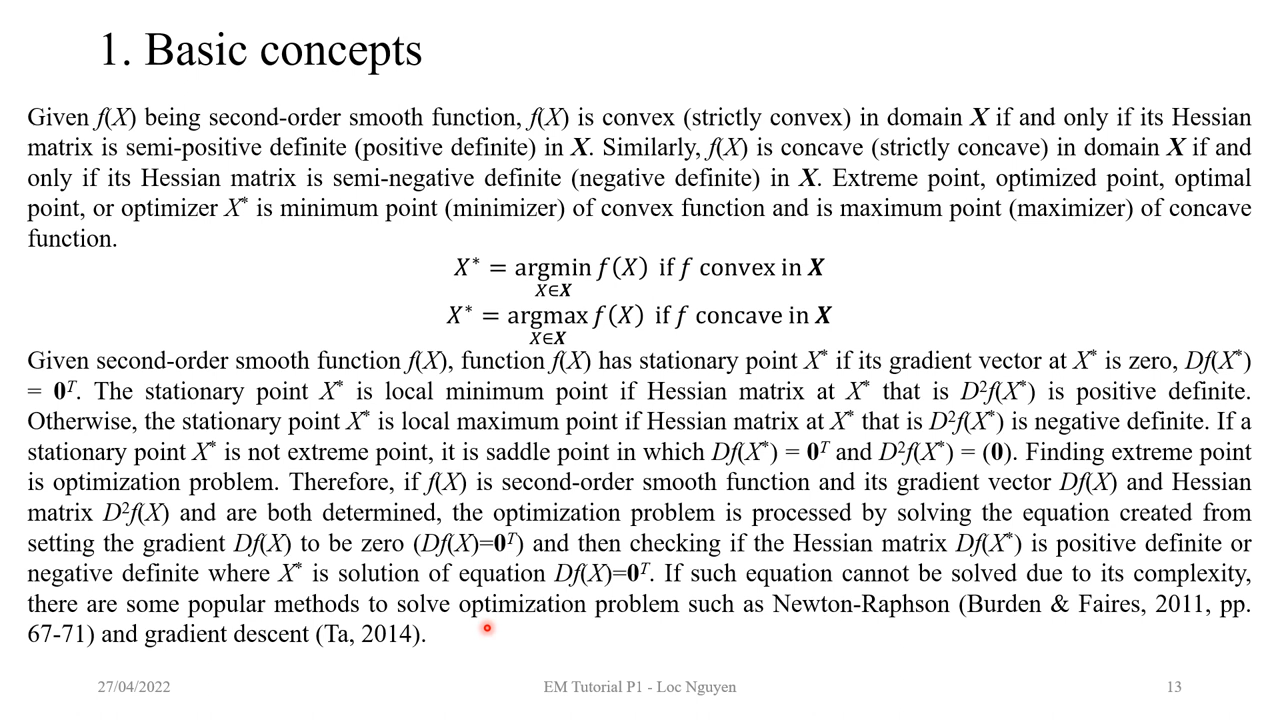 1. Basic concepts
Given f(X) being second-order smooth function, f(X) is convex (strictly convex) in domain X if and only if its Hessian
matrix is semi-positive definite (positive definite) in X. Similarly, f(X) is concave (strictly concave) in domain X if and
only if its Hessian matrix is semi-negative definite (negative definite) in X. Extreme point, optimized point, optimal
point, or optimizer X* is minimum point (minimizer) of convex function and is maximum point (maximizer) of concave
function.
X* = argmin f(X) if f convex in X
X∈X
X* = argmax f(X) if f concave in X
X∈X
Given second-order smooth function f(X), function f(X) has stationary point X* if its gradient vector at X* is zero, Df(X*)
= 0ᵀ. The stationary point X* is local minimum point if Hessian matrix at X* that is D²f(X*) is positive definite.
Otherwise, the stationary point X* is local maximum point if Hessian matrix at X* that is D²f(X*) is negative definite. If a
stationary point X* is not extreme point, it is saddle point in which Df(X*) = 0ᵀ and D²f(X*) = (0). Finding extreme point
is optimization problem. Therefore, if f(X) is second-order smooth function and its gradient vector Df(X) and Hessian
matrix D²f(X) and are both determined, the optimization problem is processed by solving the equation created from
setting the gradient Df(X) to be zero (Df(X)=0ᵀ) and then checking if the Hessian matrix Df(X*) is positive definite or
negative definite where X* is solution of equation Df(X)=0ᵀ. If such equation cannot be solved due to its complexity,
there are some popular methods to solve optimization problem such as Newton-Raphson (Burden & Faires, 2011, pp.
67-71) and gradient descent (Ta, 2014).
27/04/2022
EM Tutorial P1 - Loc Nguyen
13